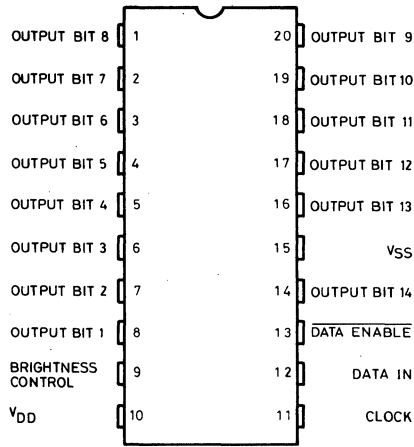 OUTPUT BIT 8 1 20 OUTPUT BIT 9
OUTPUT BIT 7 2 19 OUTPUT BIT 10
OUTPUT BIT 6 3 18 OUTPUT BIT 11
OUTPUT BIT 5 4 17 OUTPUT BIT 12
OUTPUT BIT 4 5 16 OUTPUT BIT 13
OUTPUT BIT 3 6 15 VSS
OUTPUT BIT 2 7 14 OUTPUT BIT 14
OUTPUT BIT 1 8 13 DATA ENABLE
BRIGHTNESS
CONTROL 9 12 DATA IN
VDD 10 11 CLOCK